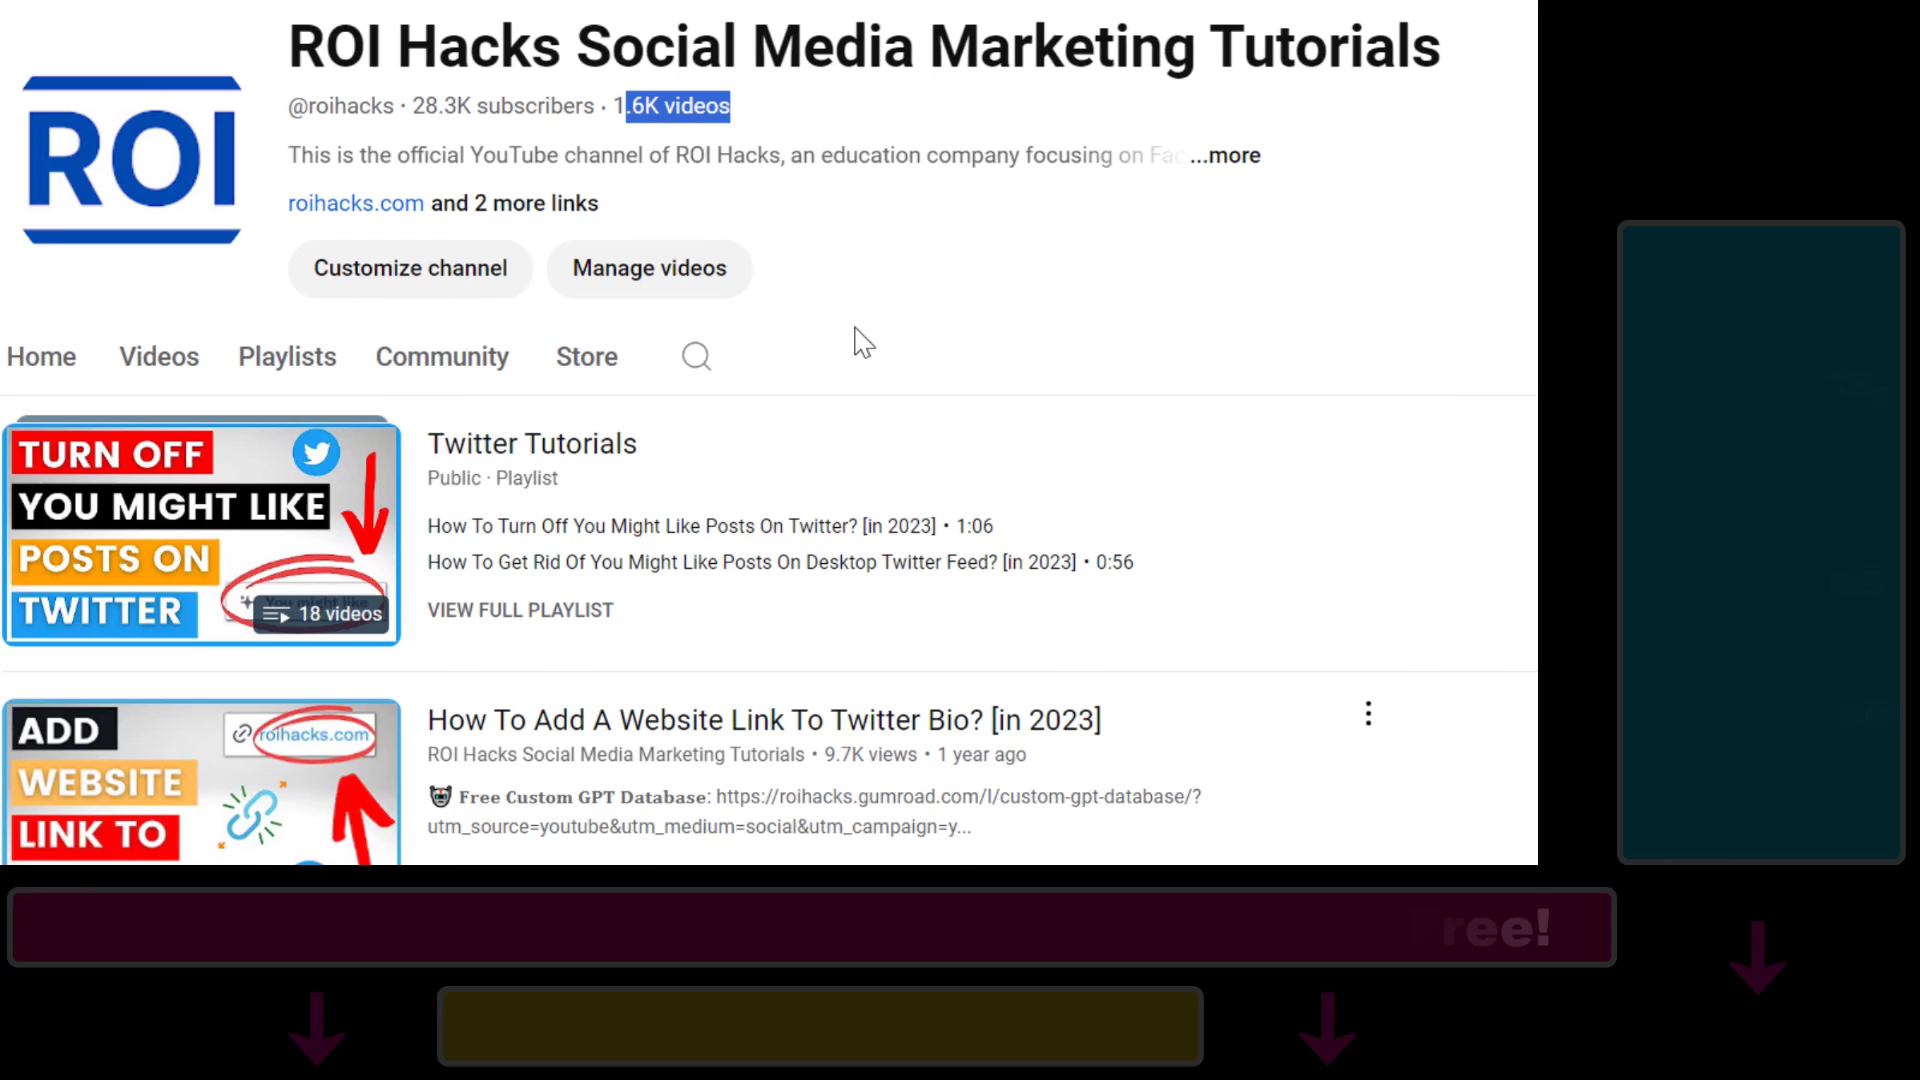 ROI Hacks Social Media Marketing Tutorials
ROI
@roihacks · 28.3K subscribers · 1.6K videos
This is the official YouTube channel of ROI Hacks, an education company focusing on Fac ...more
roihacks.com and 2 more links
Customize channel
Manage videos
Home
Videos
Playlists
Community
Store
TURN OFF
YOU MIGHT LIKE
POSTS ON
TWITTER
You might like
18 videos
Twitter Tutorials
Public · Playlist
How To Turn Off You Might Like Posts On Twitter? [in 2023] • 1:06
How To Get Rid Of You Might Like Posts On Desktop Twitter Feed? [in 2023] • 0:56
VIEW FULL PLAYLIST
ADD
WEBSITE
LINK TO
roihacks.com
How To Add A Website Link To Twitter Bio? [in 2023]
ROI Hacks Social Media Marketing Tutorials • 9.7K views • 1 year ago
Free Custom GPT Database: https://roihacks.gumroad.com/l/custom-gpt-database/?
utm_source=youtube&utm_medium=social&utm_campaign=y...
ree!